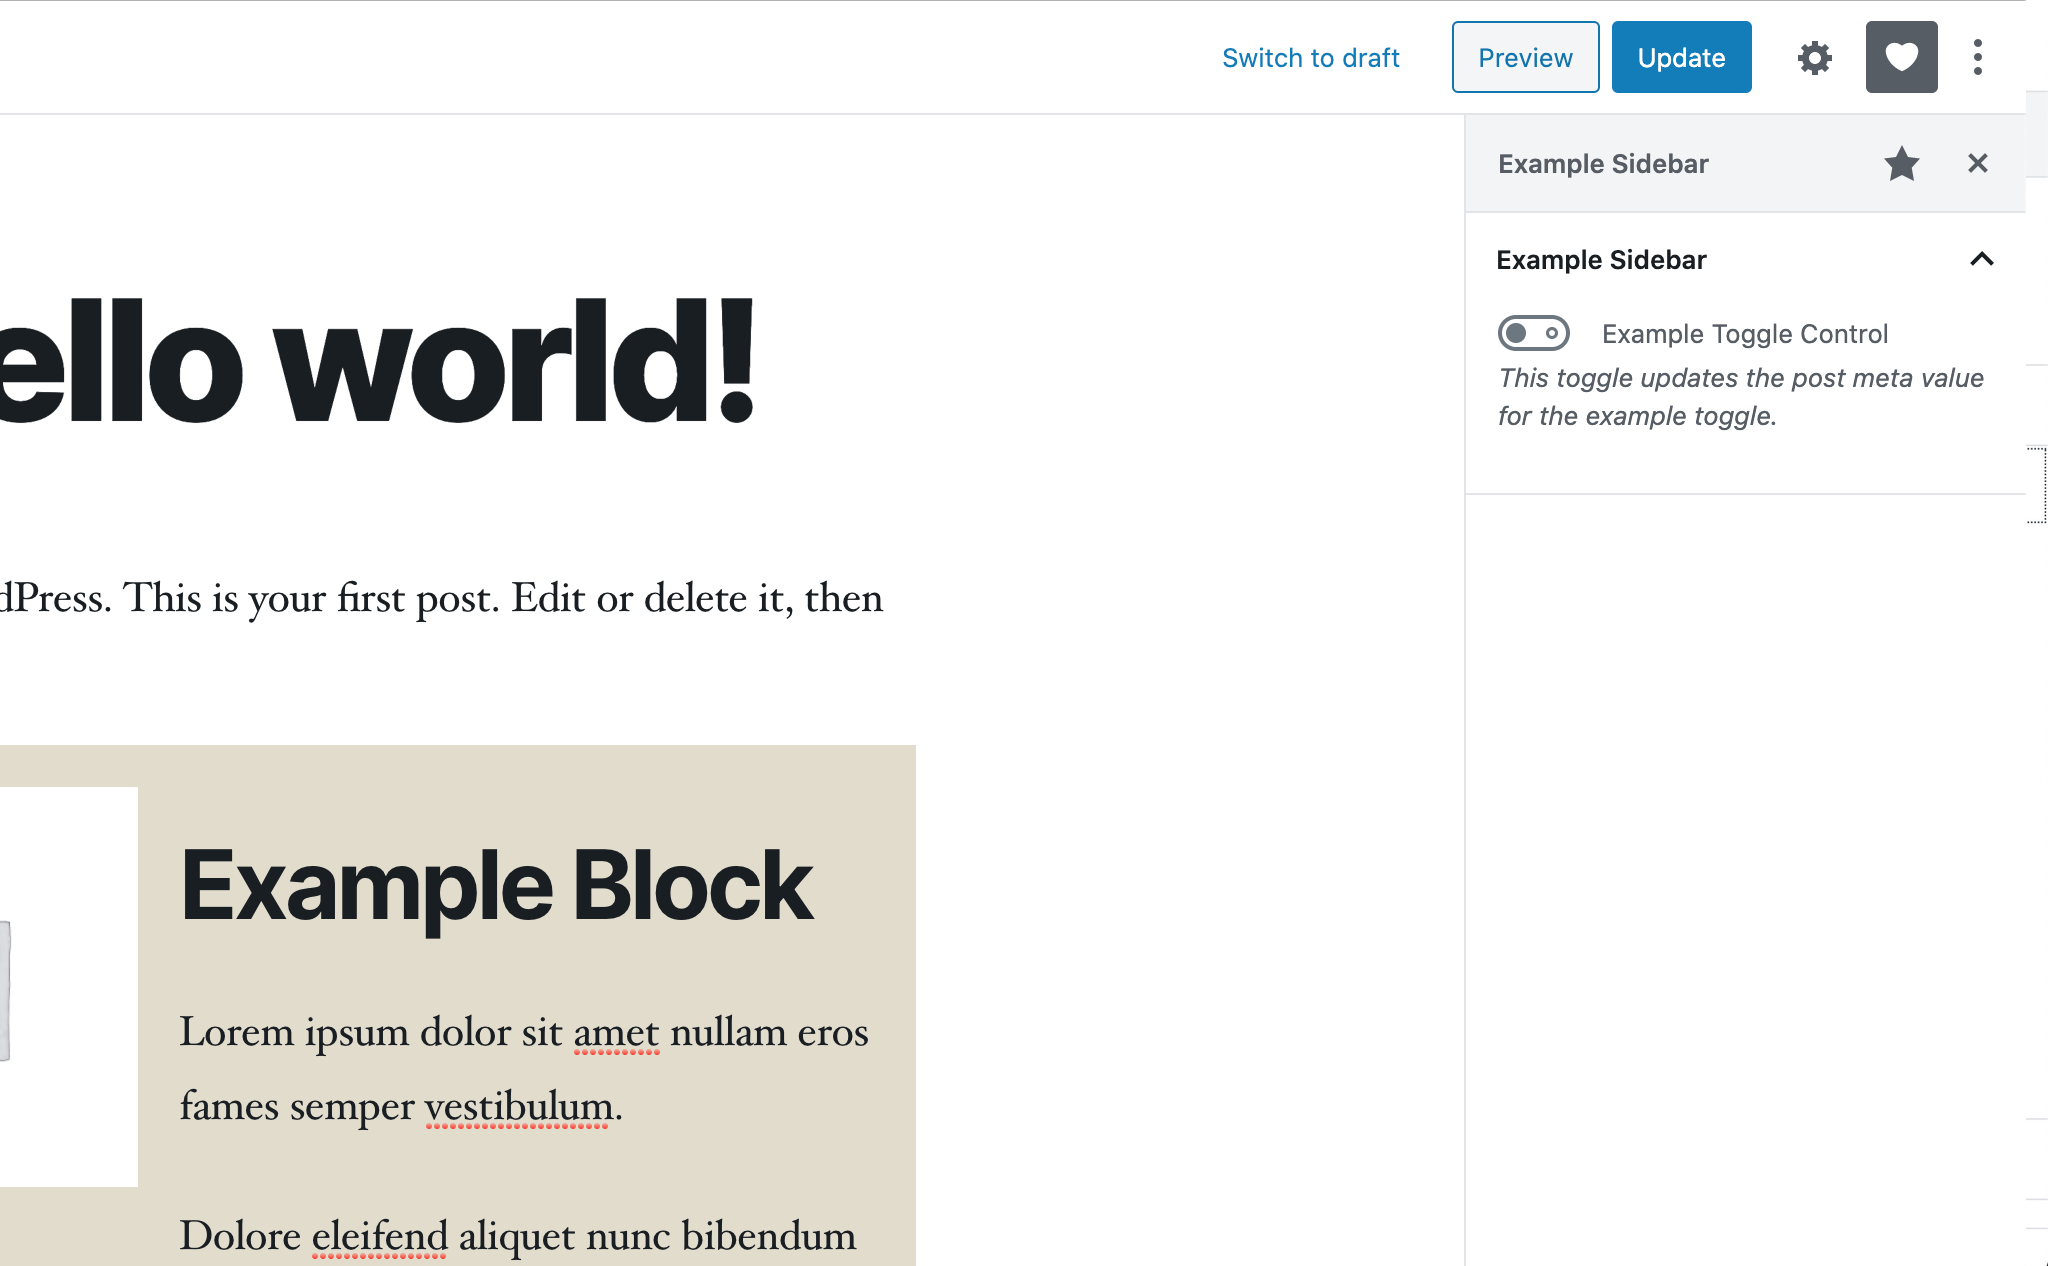 Switch to draft
Preview
Update
Example Sidebar
Example Sidebar
Example Toggle Control
This toggle updates the post meta value
for the example toggle.
ello world!
dPress. This is your first post. Edit or delete it, then
Example Block
Lorem ipsum dolor sit amet nullam eros
fames semper vestibulum.
Dolore eleifend aliquet nunc bibendum